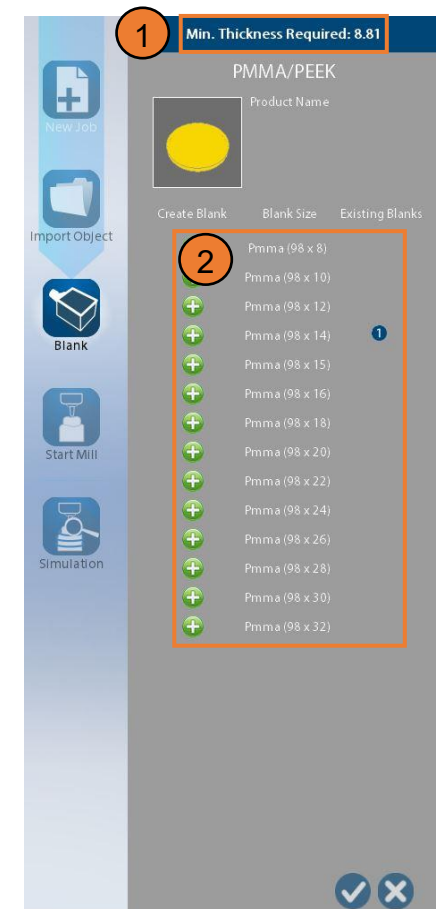 1
Min. Thickness Required: 8.81
PMMA/PEEK
New Job
Product Name
Create Blank Blank Size Existing Blanks
Import Object
2
Pmma (98 x 8)
Pmma (98 x 10)
Pmma (98 x 12)
Pmma (98 x 14) 1
Blank
Pmma (98 x 15)
Pmma (98 x 16)
Pmma (98 x 18)
Start Mill
Pmma (98 x 20)
Pmma (98 x 22)
Pmma (98 x 24)
Pmma (98 x 26)
Simulation
Pmma (98 x 28)
Pmma (98 x 30)
Pmma (98 x 32)